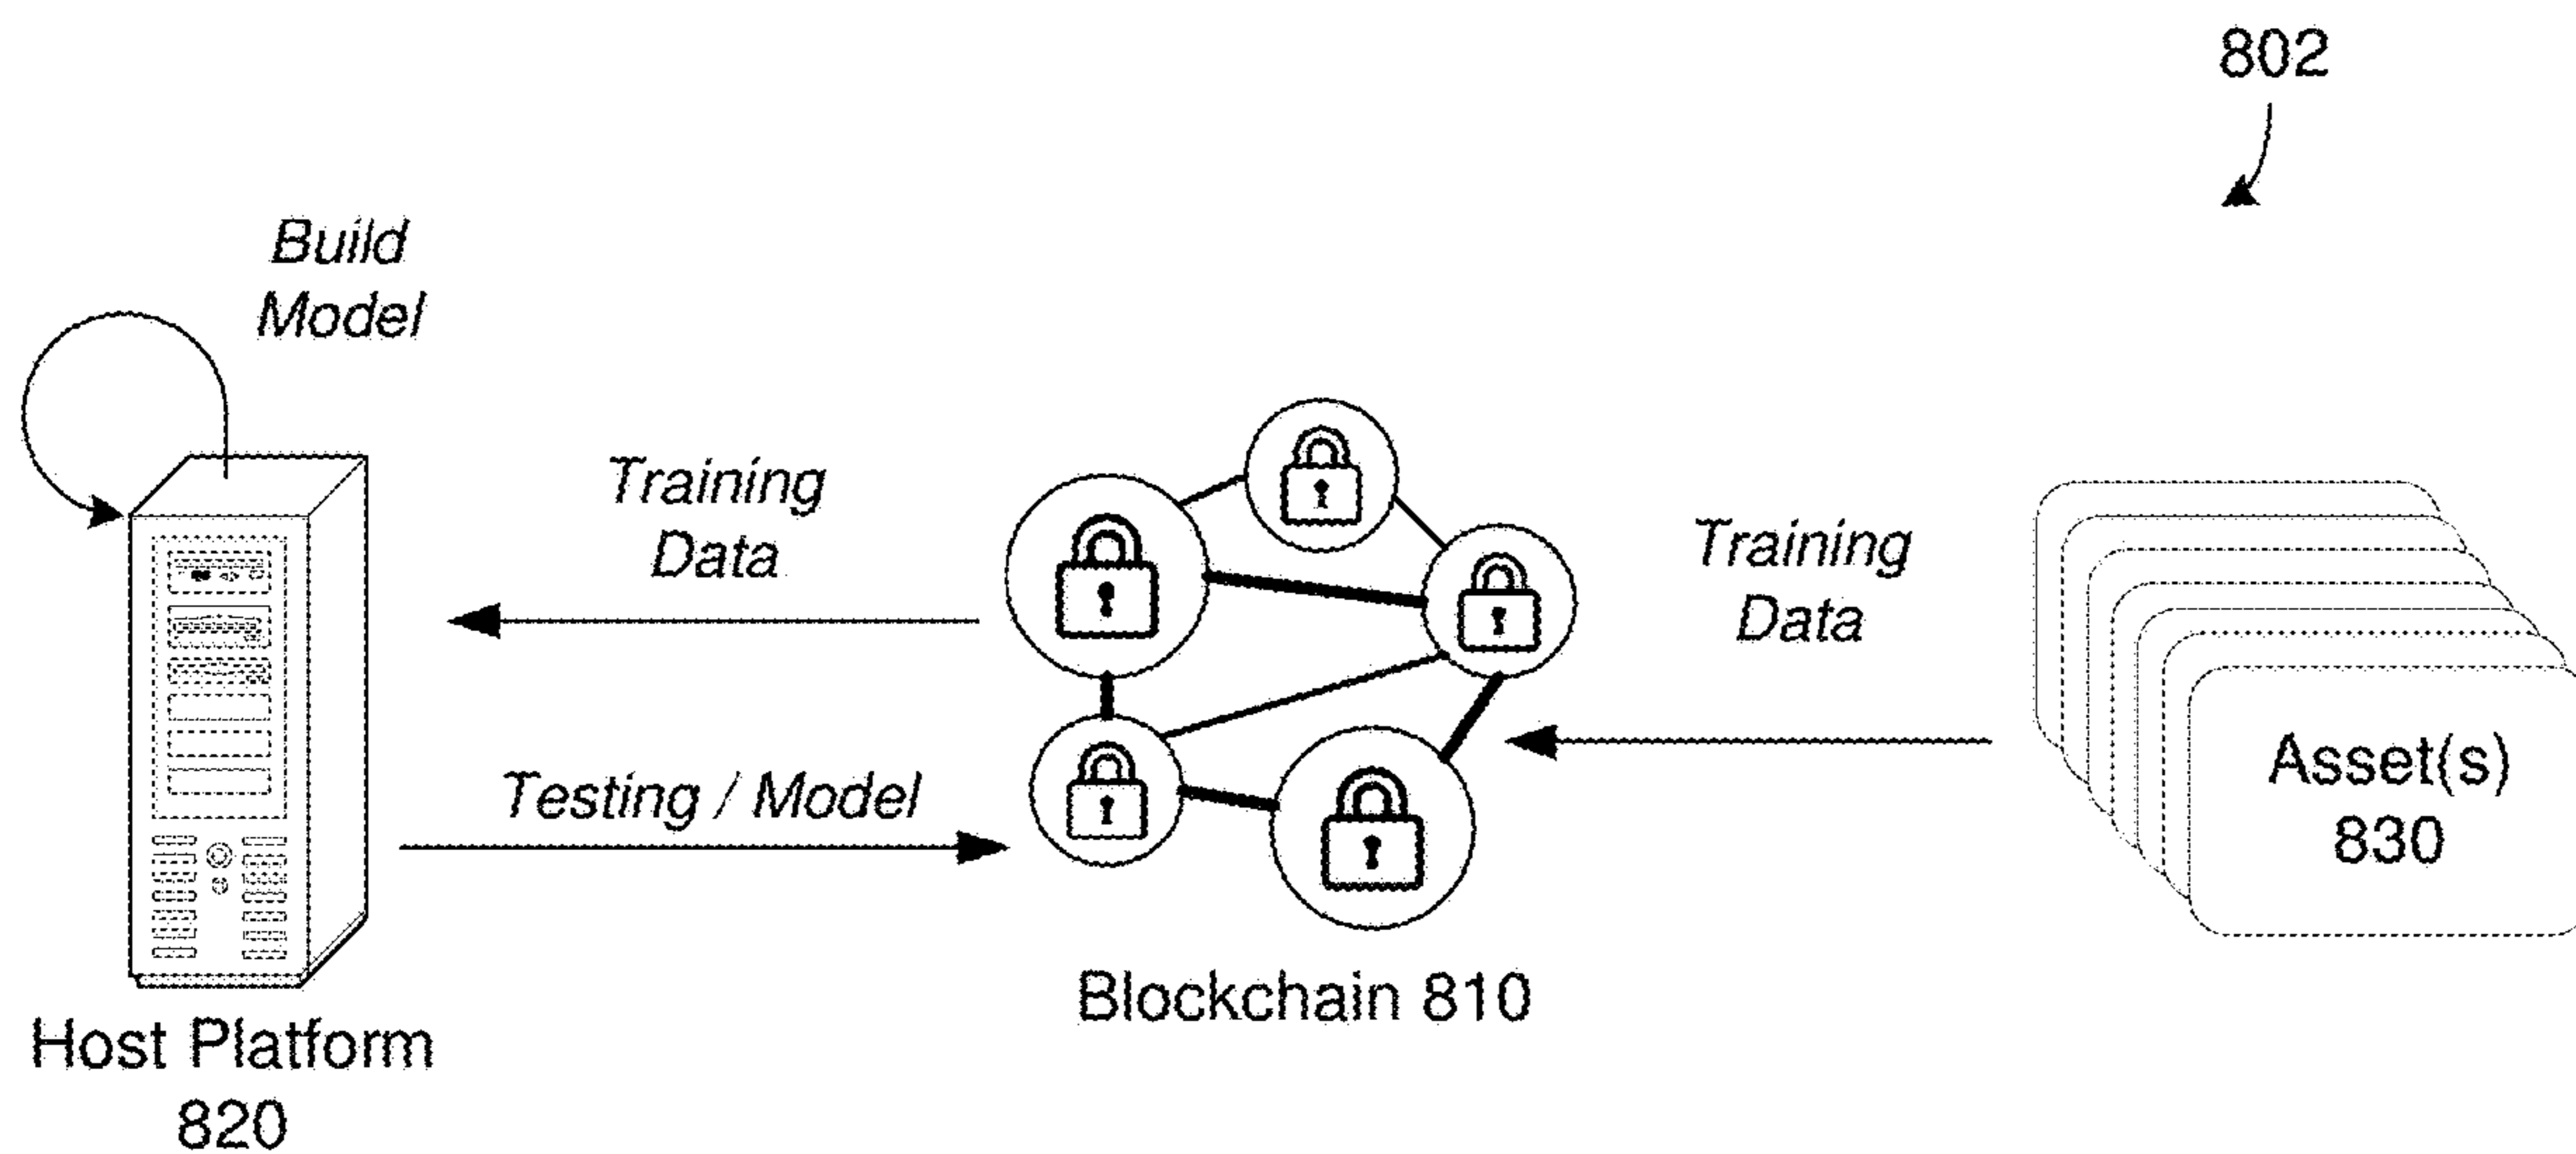 802
Build
Model
Training
Data
Training
Data
Testing / Model
Asset(s)
830
Blockchain 810
Host Platform
820